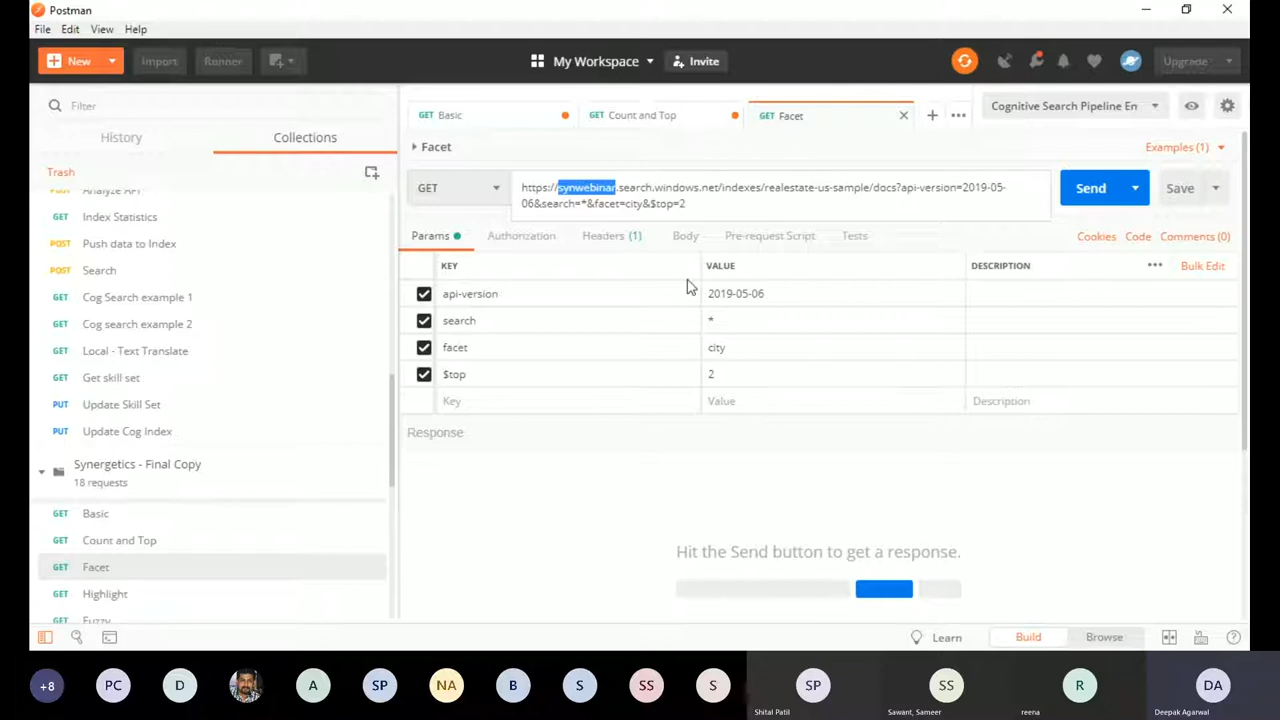 Postman
File Edit View Help
New Import Runner My Workspace Invite Upgrade
Filter
History Collections
Trash
Analyze API
GET Index Statistics
POST Push data to Index
POST Search
GET Cog Search example 1
GET Cog search example 2
GET Local - Text Translate
GET Get skill set
PUT Update Skill Set
PUT Update Cog Index
Synergetics - Final Copy
18 requests
GET Basic
GET Count and Top
GET Facet
GET Highlight
GET Fuzzy
GET Basic GET Count and Top GET Facet Cognitive Search Pipeline En
Facet Examples (1)
GET https://synwebinar.search.windows.net/indexes/realestate-us-sample/docs?api-version=2019-05-
06&search=*&facet=city&$top=2
Send Save
Params Authorization Headers (1) Body Pre-request Script Tests Cookies Code Comments (0)
KEY VALUE DESCRIPTION Bulk Edit
api-version 2019-05-06
search *
facet city
$top 2
Key Value Description
Response
Hit the Send button to get a response.
Learn Build Browse
+8 PC D A SP NA B S SS S SP SS R DA
Shital Patil Sawant, Sameer reena Deepak Agarwal